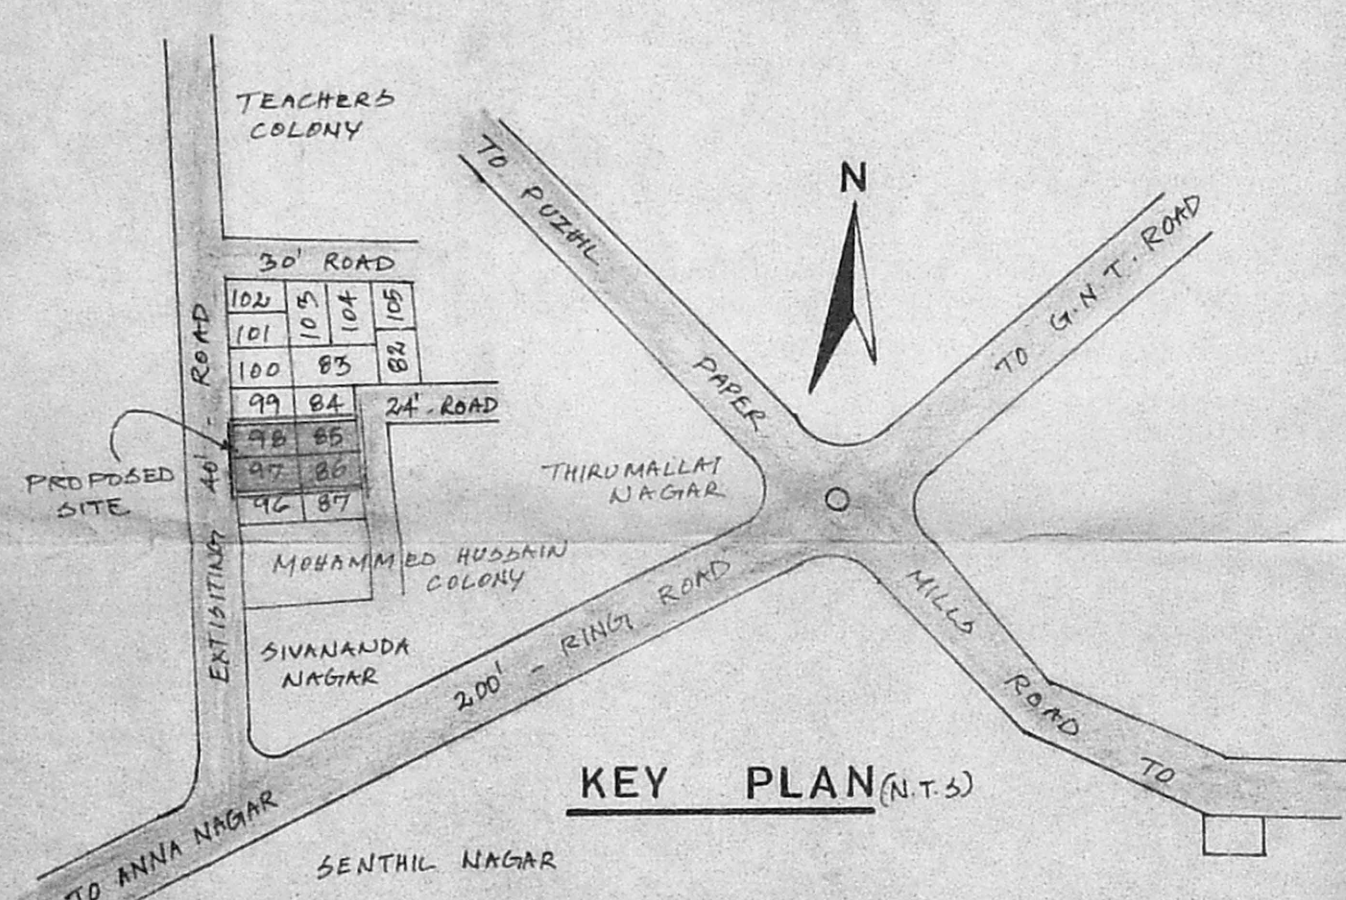 TEACHERS
COLONY
N
TO PUZHL
PAPER
TO G.N.T. ROAD
30' ROAD
102
103
104
105
101
100
83
82
99
84
24'-ROAD
98
85
97
86
96
87
PROPOSED
SITE
EXTISITING 40' - ROAD
THIRUMALLAI
NAGAR
MOHAMMED HUSSAIN
COLONY
SIVANANDA
NAGAR
200' - RING ROAD
MILLS
ROAD TO
KEY PLAN (N.T.S)
TO ANNA NAGAR
SENTHIL NAGAR